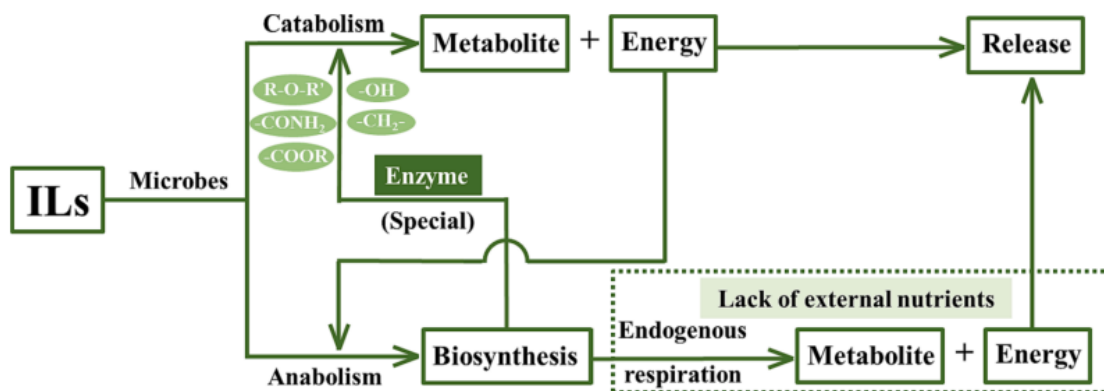 Catabolism
Metabolite + Energy
Release
R-O-R'
-OH
-CONH₂
-CH₂-
-COOR
Microbes
Enzyme
ILs
(Special)
Lack of external nutrients
Endogenous
Biosynthesis
Metabolite + Energy
Anabolism
respiration